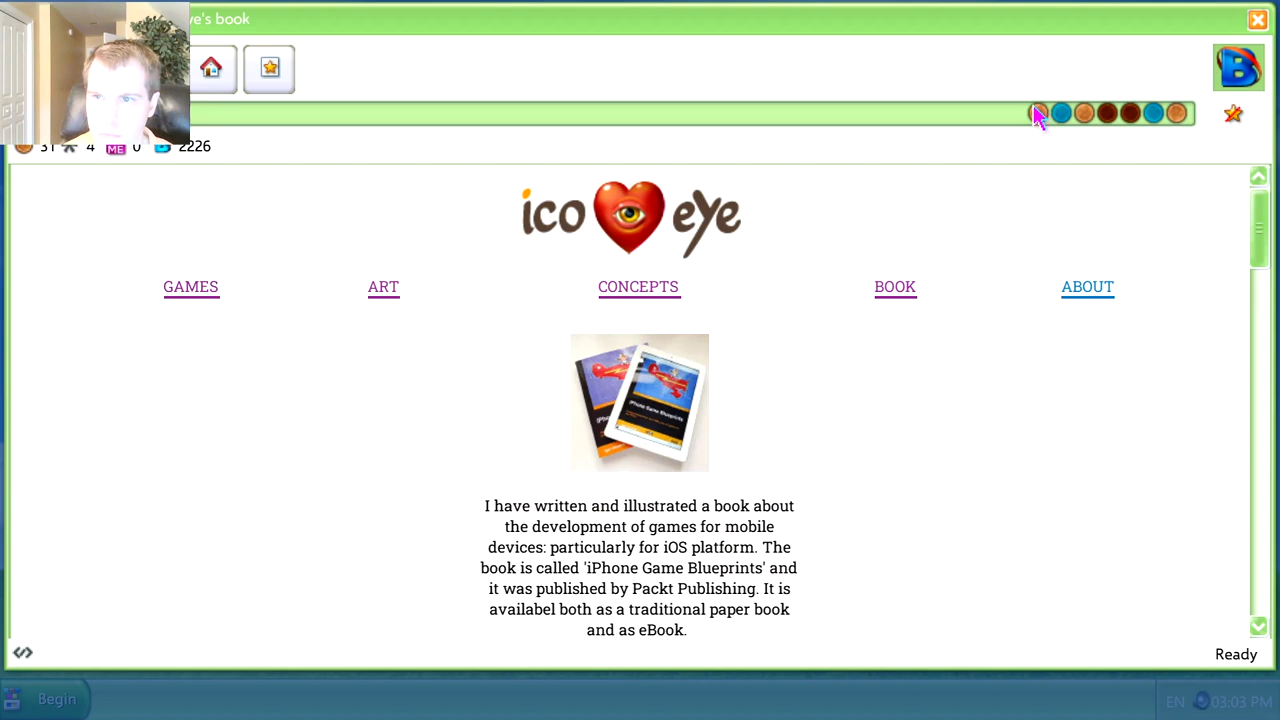 ve's book
31 4 ME 0 2226
ico eye
GAMES ART CONCEPTS BOOK ABOUT
I have written and illustrated a book about
the development of games for mobile
devices: particularly for iOS platform. The
book is called 'iPhone Game Blueprints' and
it was published by Packt Publishing. It is
availabel both as a traditional paper book
and as eBook.
Ready
Begin
EN 03:03 PM